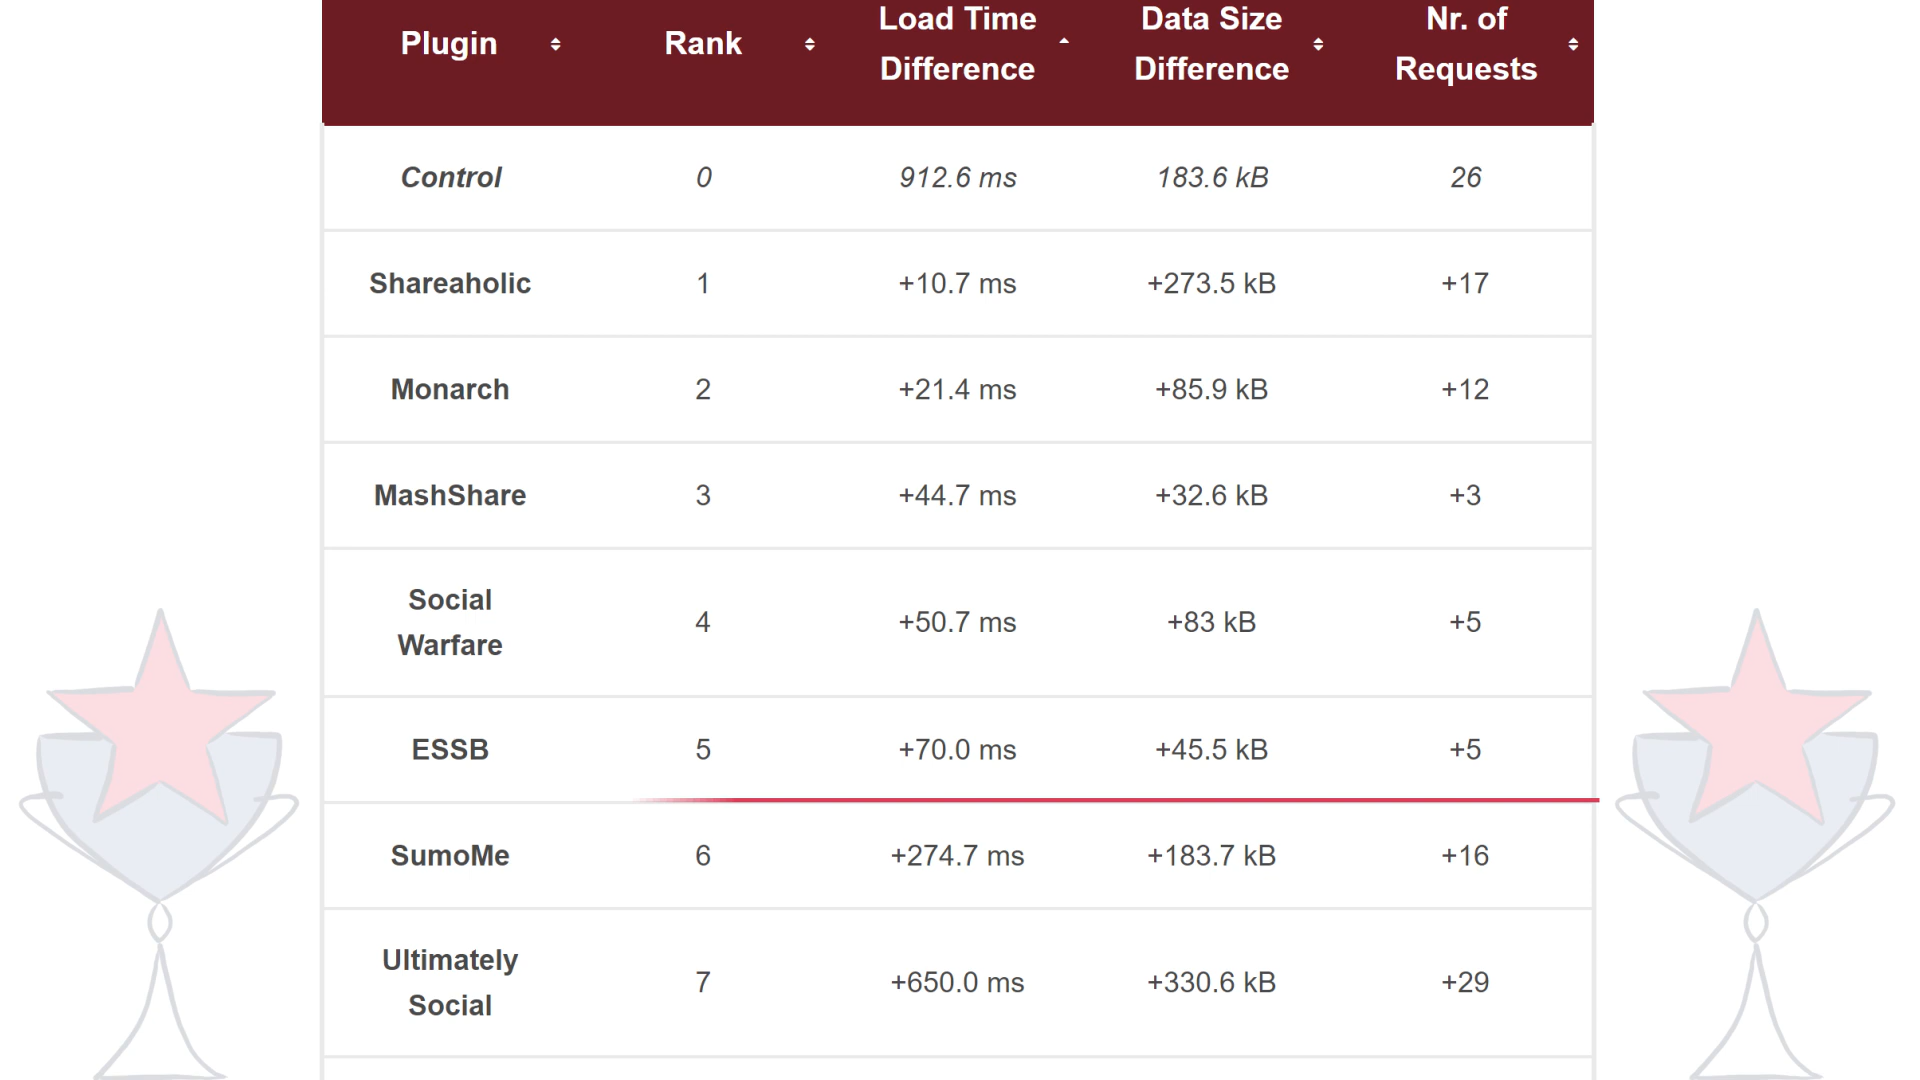 Plugin Rank Load Time Difference Data Size Difference Nr. of Requests
Control 0 912.6 ms 183.6 kB 26
Shareaholic 1 +10.7 ms +273.5 kB +17
Monarch 2 +21.4 ms +85.9 kB +12
MashShare 3 +44.7 ms +32.6 kB +3
Social Warfare 4 +50.7 ms +83 kB +5
ESSB 5 +70.0 ms +45.5 kB +5
SumoMe 6 +274.7 ms +183.7 kB +16
Ultimately Social 7 +650.0 ms +330.6 kB +29